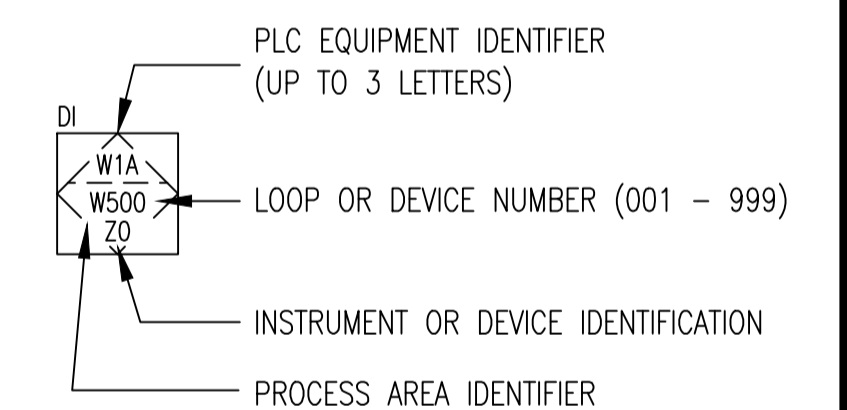 PLC EQUIPMENT IDENTIFIER
(UP TO 3 LETTERS)
DI
W1A
W500
LOOP OR DEVICE NUMBER (001 – 999)
ZO
INSTRUMENT OR DEVICE IDENTIFICATION
PROCESS AREA IDENTIFIER